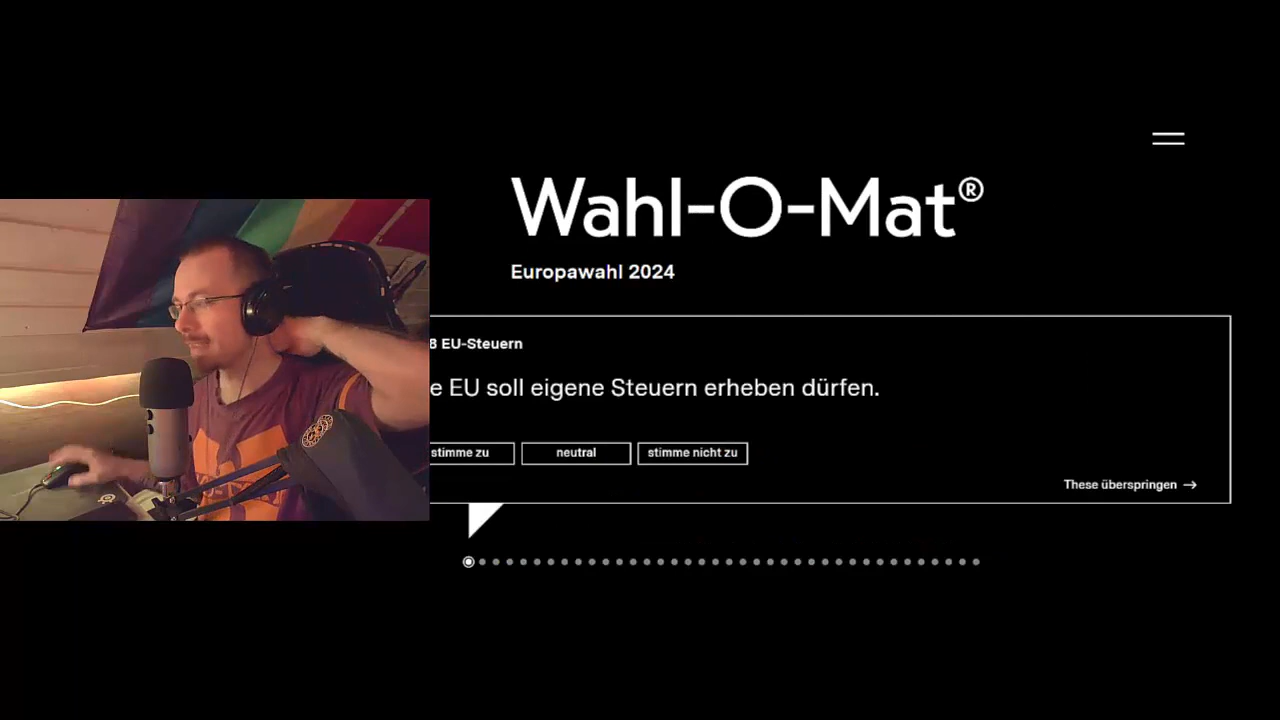 Wahl-O-Mat®
Europawahl 2024
8 EU-Steuern
e EU soll eigene Steuern erheben dürfen.
stimme zu
neutral
stimme nicht zu
These überspringen →